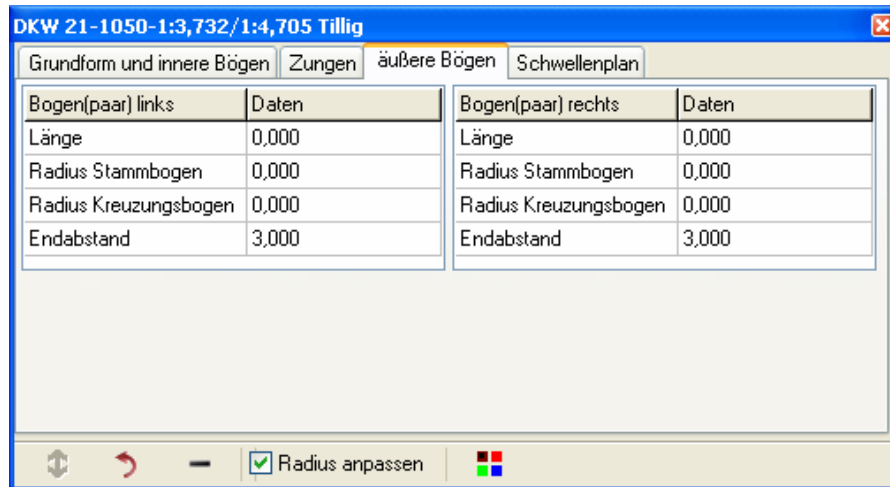 DKW 21-1050-1:3,732/1:4,705 Tillig
Grundform und innere Bögen Zungen äußere Bögen Schwellenplan
Bogen(paar) links Daten Bogen(paar) rechts Daten
Länge 0,000 Länge 0,000
Radius Stammbogen 0,000 Radius Stammbogen 0,000
Radius Kreuzungsbogen 0,000 Radius Kreuzungsbogen 0,000
Endabstand 3,000 Endabstand 3,000
Radius anpassen